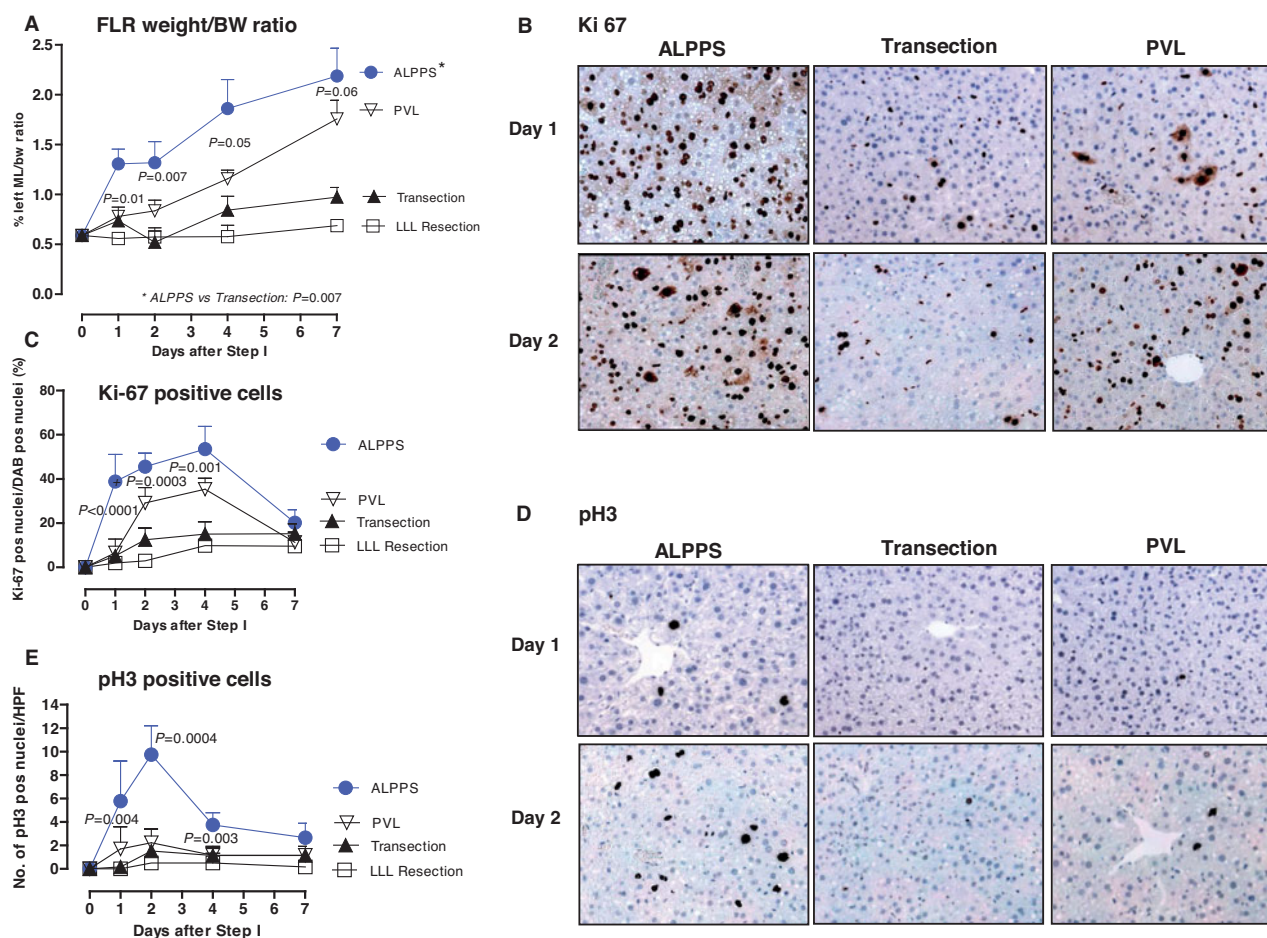 A FLR weight/BW ratio
2.5
2.0
1.5
1.0
0.5
0.0
% left ML/bw ratio
ALPPS*
PVL
Transection
LLL Resection
P=0.01
P=0.007
P=0.05
P=0.06
* ALPPS vs Transection: P=0.007
0 1 2 3 4 5 6 7
Days after Step I
B Ki 67
ALPPS Transection PVL
Day 1
Day 2
C
Ki-67 positive cells
80
60
40
20
0
Ki-67 pos nuclei/DAB pos nuclei (%)
ALPPS
PVL
Transection
LLL Resection
P<0.0001
P=0.0003
P=0.001
0 1 2 3 4 5 6 7
Days after Step I
D pH3
ALPPS Transection PVL
Day 1
Day 2
E
pH3 positive cells
14
12
10
8
6
4
2
0
No. of pH3 pos nuclei/HPF
ALPPS
PVL
Transection
LLL Resection
P=0.004
P=0.0004
P=0.003
0 1 2 3 4 5 6 7
Days after Step I